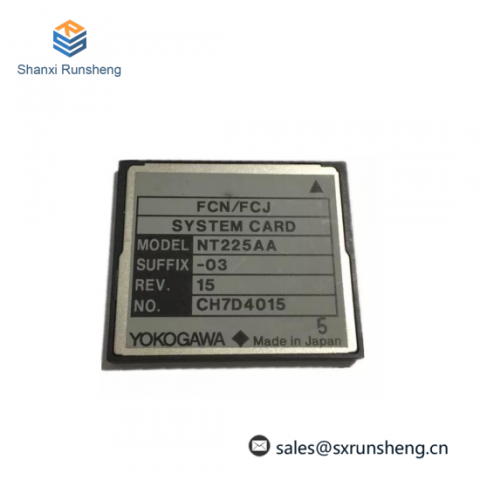 Shanxi Runsheng
FCN/FCJ
SYSTEM CARD
MODEL NT225AA
SUFFIX -03
REV. 15
NO. CH7D4015
5
YOKOGAWA ◆ Made in Japan
sales@sxrunsheng.cn